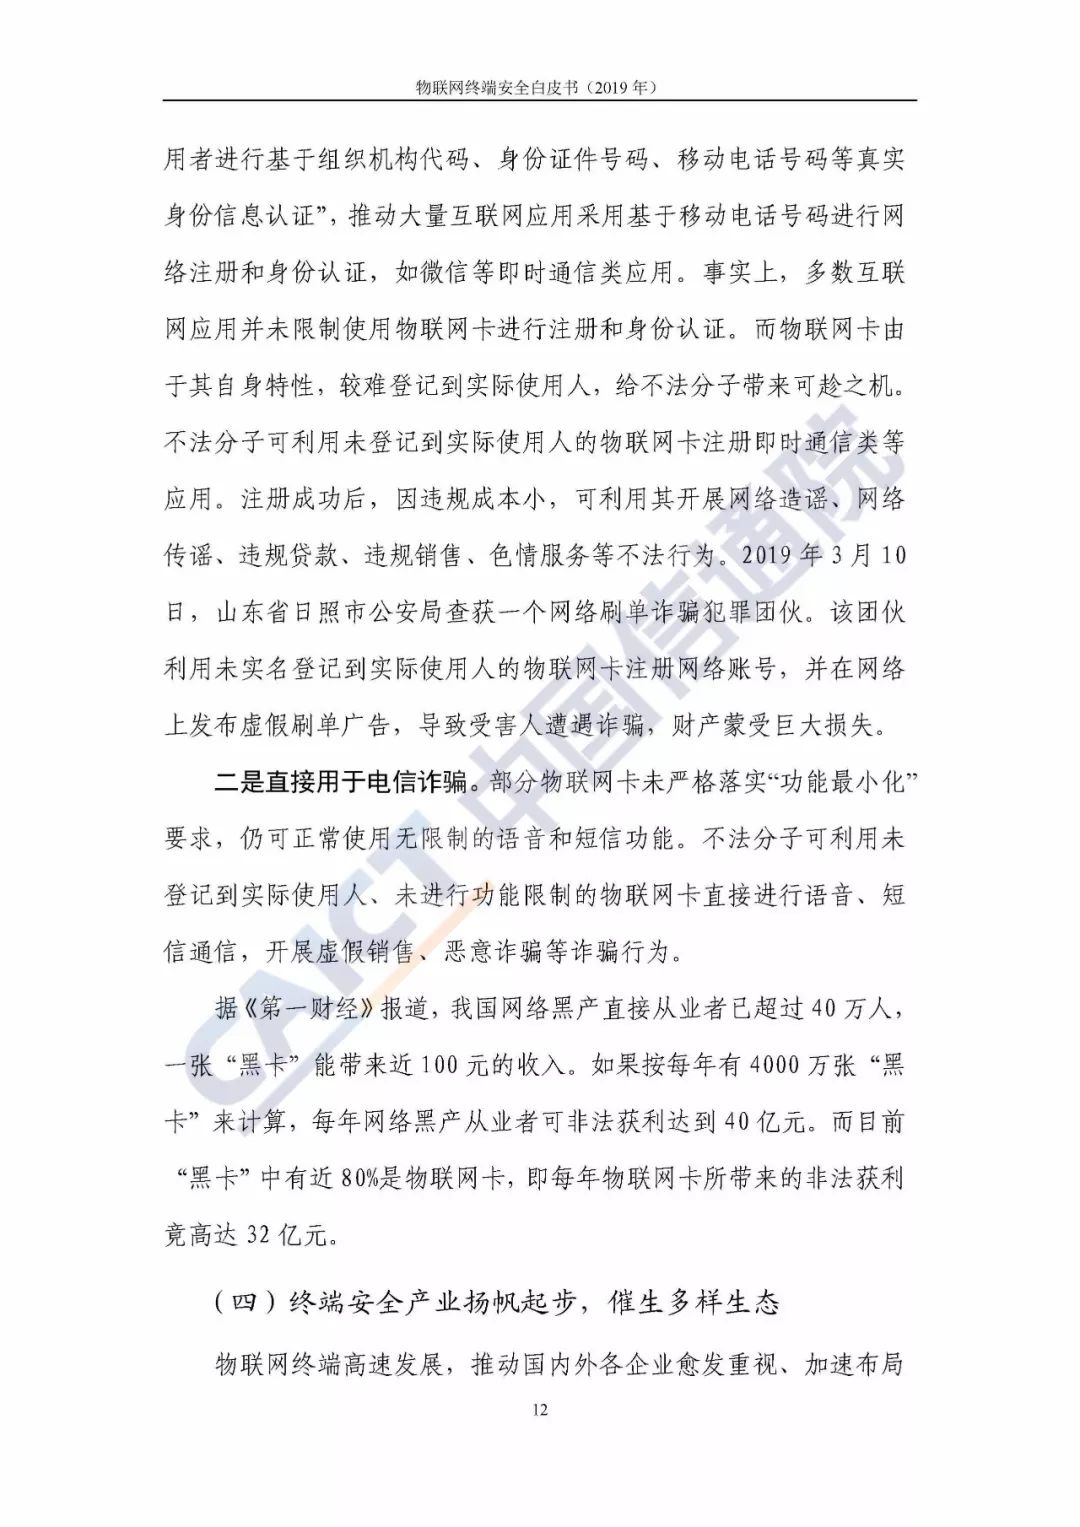 物联网终端安全白皮书（2019 年）
用者进行基于组织机构代码、身份证件号码、移动电话号码等真实
身份信息认证”，推动大量互联网应用采用基于移动电话号码进行网
络注册和身份认证，如微信等即时通信类应用。事实上，多数互联
网应用并未限制使用物联网卡进行注册和身份认证。而物联网卡由
于其自身特性，较难登记到实际使用人，给不法分子带来可趁之机。
不法分子可利用未登记到实际使用人的物联网卡注册即时通信类等
应用。注册成功后，因违规成本小，可利用其开展网络造谣、网络
传谣、违规贷款、违规销售、色情服务等不法行为。2019 年 3 月 10
日，山东省日照市公安局查获一个网络刷单诈骗犯罪团伙。该团伙
利用未实名登记到实际使用人的物联网卡注册网络账号，并在网络
上发布虚假刷单广告，导致受害人遭遇诈骗，财产蒙受巨大损失。
二是直接用于电信诈骗。部分物联网卡未严格落实“功能最小化”
要求，仍可正常使用无限制的语音和短信功能。不法分子可利用未
登记到实际使用人、未进行功能限制的物联网卡直接进行语音、短
信通信，开展虚假销售、恶意诈骗等诈骗行为。
据《第一财经》报道，我国网络黑产直接从业者已超过 40 万人，
一张“黑卡”能带来近 100 元的收入。如果按每年有 4000 万张“黑
卡”来计算，每年网络黑产从业者可非法获利达到 40 亿元。而目前
“黑卡”中有近 80%是物联网卡，即每年物联网卡所带来的非法获利
竟高达 32 亿元。
（四）终端安全产业扬帆起步，催生多样生态
物联网终端高速发展，推动国内外各企业愈发重视、加速布局
12
CAICT 中国信通院